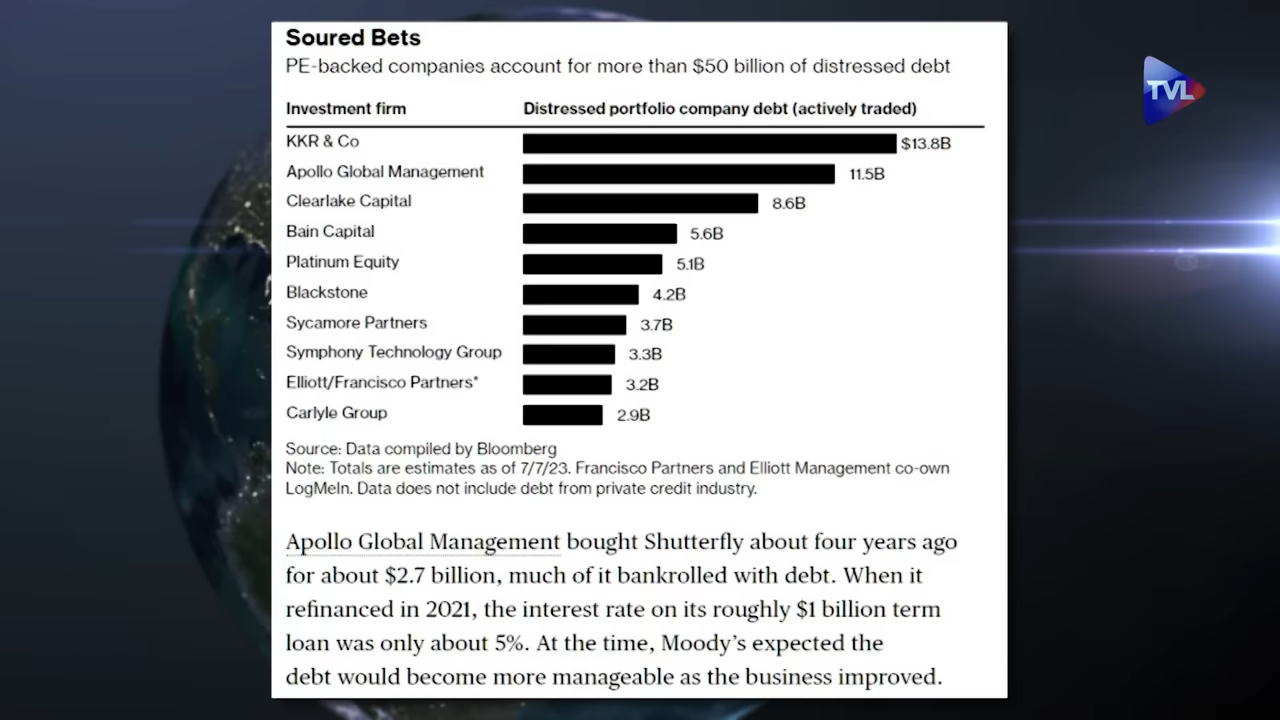 Soured Bets
PE-backed companies account for more than $50 billion of distressed debt
TVL
Investment firm Distressed portfolio company debt (actively traded)
KKR & Co $13.8B
Apollo Global Management 11.5B
Clearlake Capital 8.6B
Bain Capital 5.6B
Platinum Equity 5.1B
Blackstone 4.2B
Sycamore Partners 3.7B
Symphony Technology Group 3.3B
Elliott/Francisco Partners* 3.2B
Carlyle Group 2.9B
Source: Data compiled by Bloomberg
Note: Totals are estimates as of 7/7/23. Francisco Partners and Elliott Management co-own
LogMeIn. Data does not include debt from private credit industry.
Apollo Global Management bought Shutterfly about four years ago
for about $2.7 billion, much of it bankrolled with debt. When it
refinanced in 2021, the interest rate on its roughly $1 billion term
loan was only about 5%. At the time, Moody’s expected the
debt would become more manageable as the business improved.